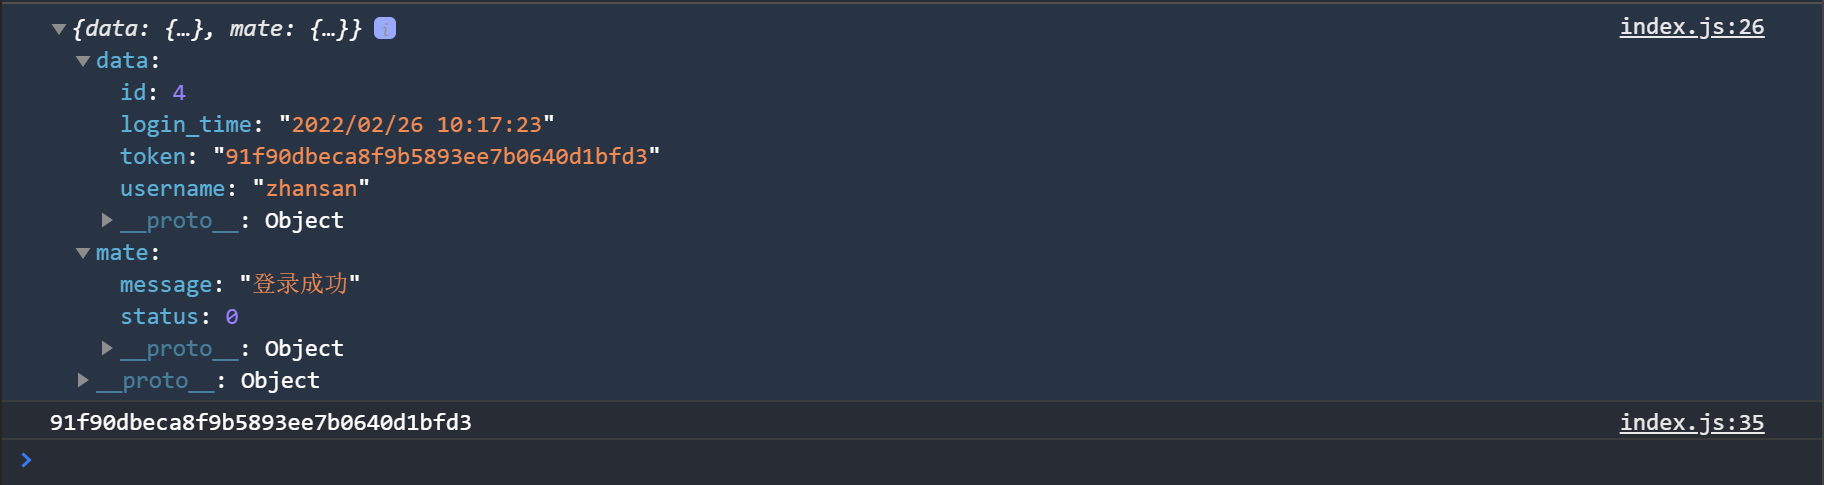 ▼{data: {…}, mate: {…}} i index.js:26
▼data:
id: 4
login_time: "2022/02/26 10:17:23"
token: "91f90dbeca8f9b5893ee7b0640d1bfd3"
username: "zhansan"
▶__proto__: Object
▼mate:
message: "登录成功"
status: 0
▶__proto__: Object
▶__proto__: Object
91f90dbeca8f9b5893ee7b0640d1bfd3 index.js:35
>